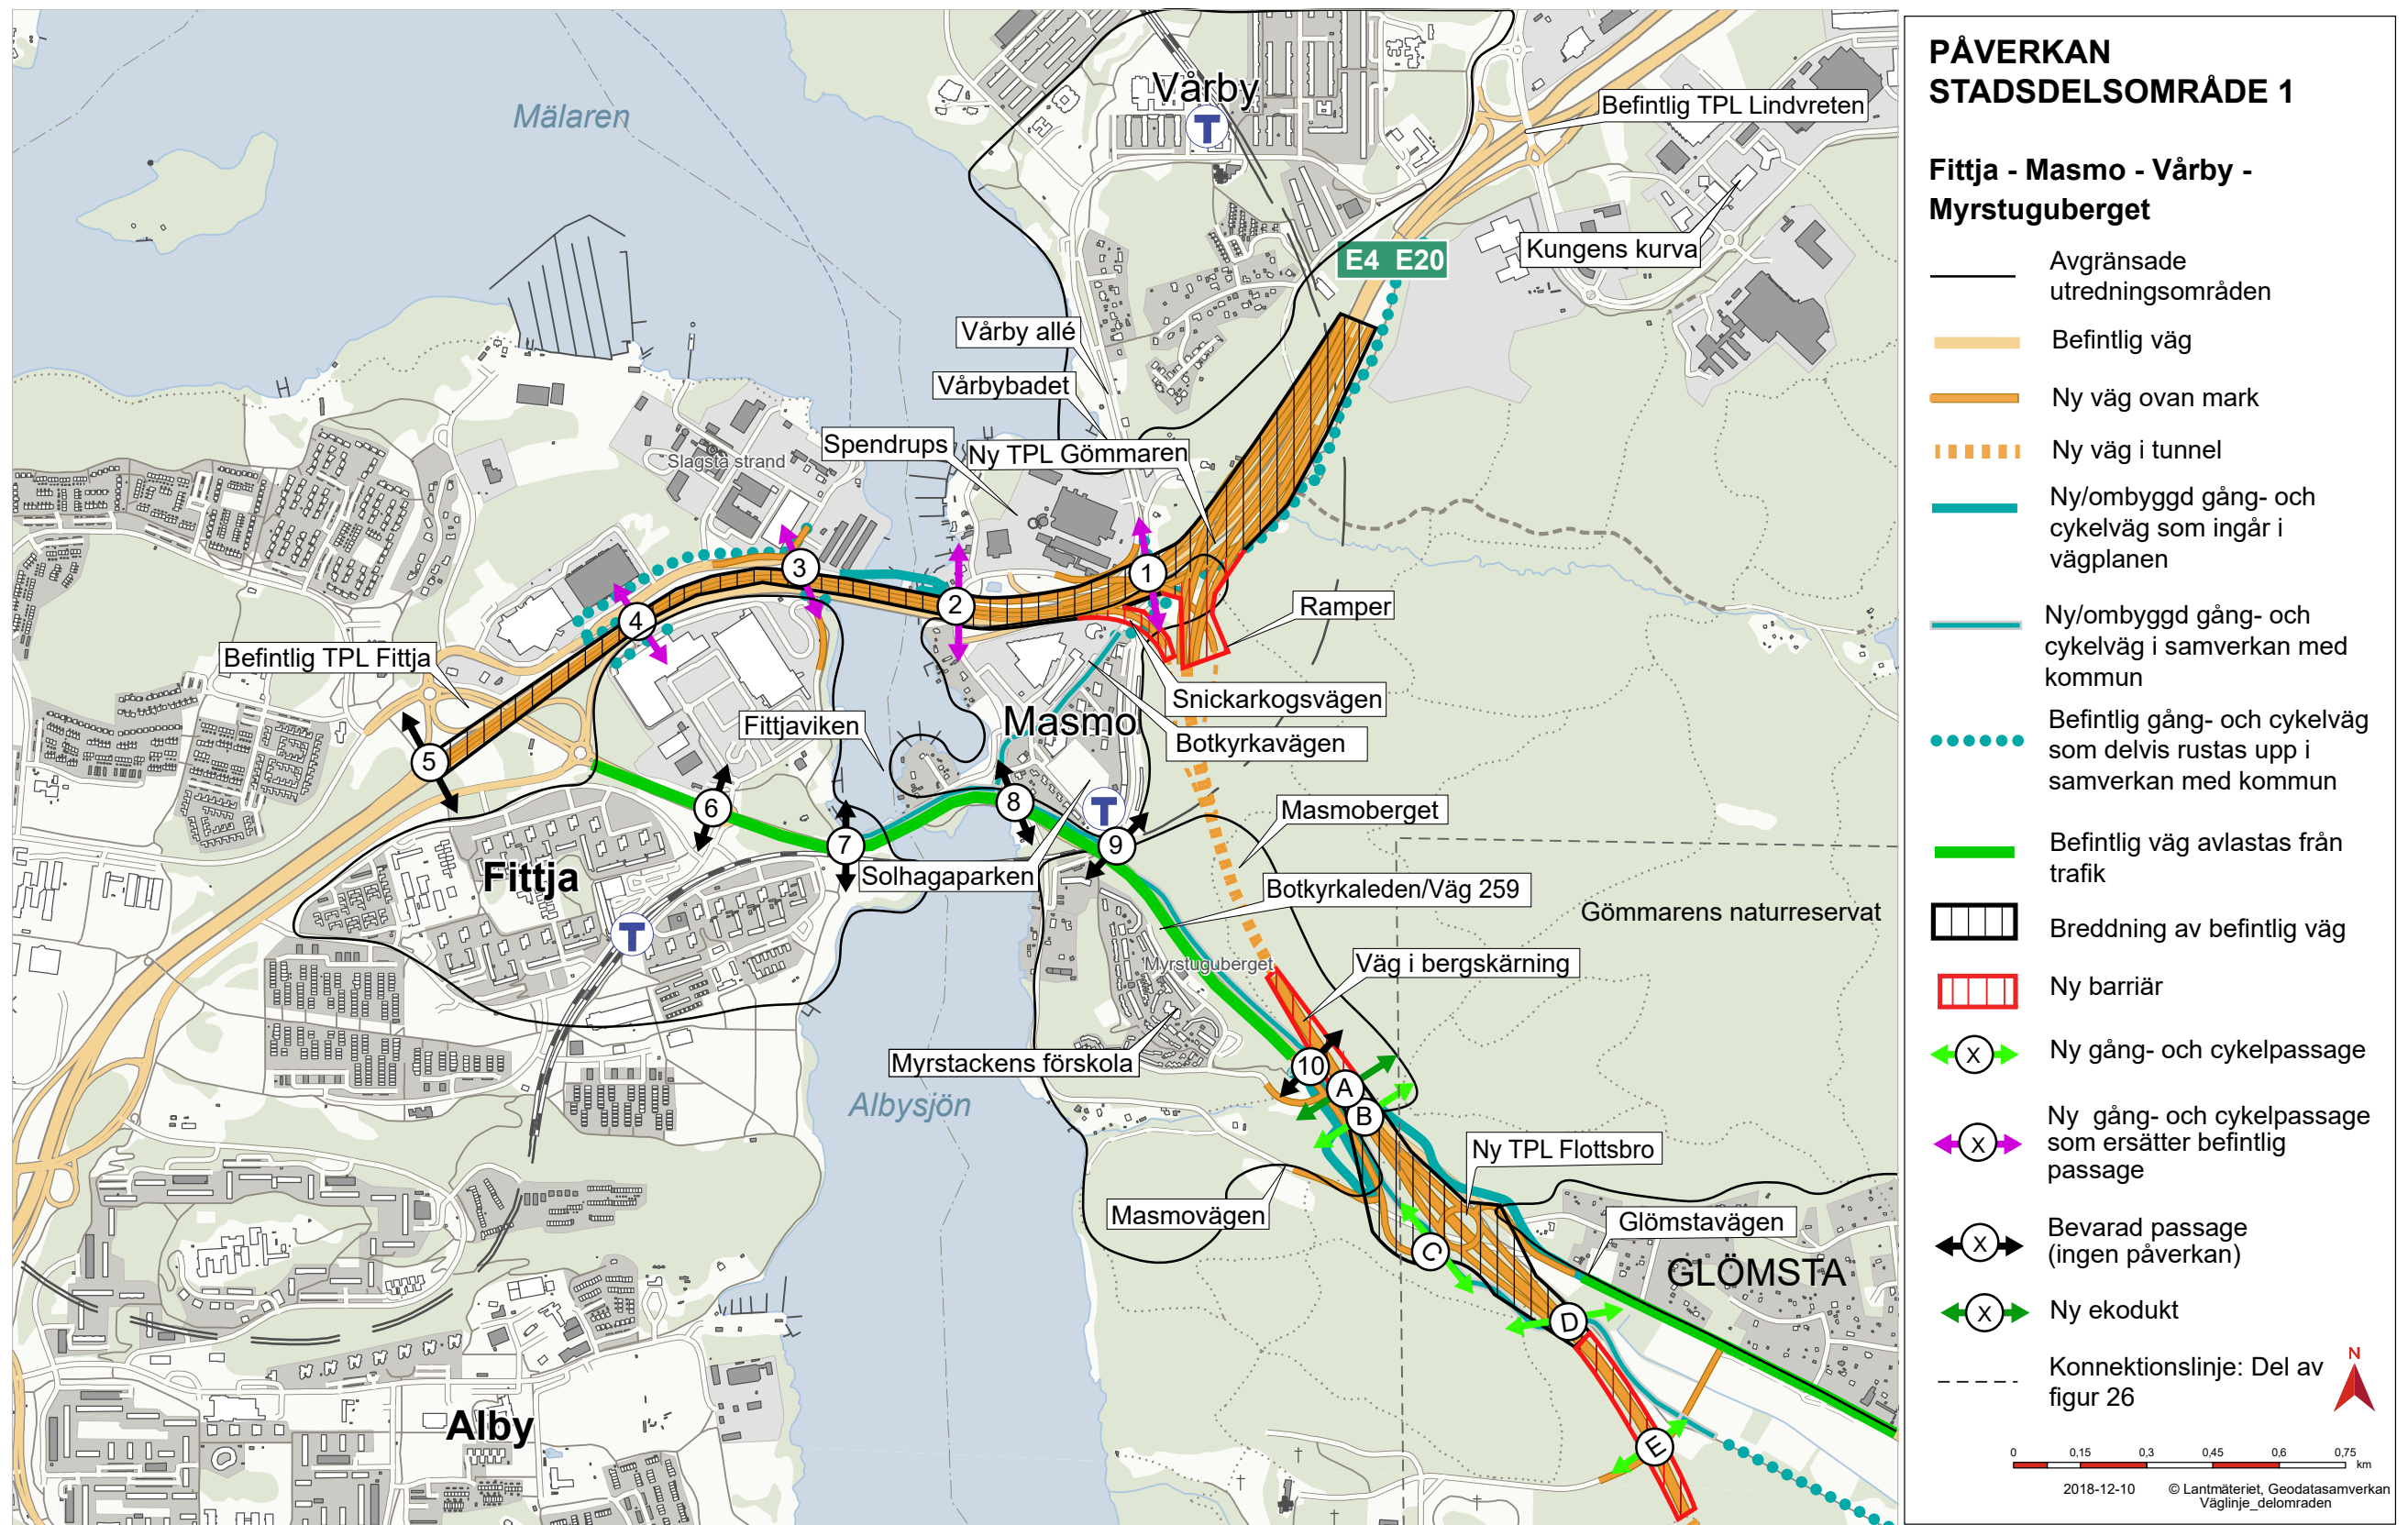 Mälaren
Vårby
T
Befintlig TPL Lindvreten
Kungens kurva
E4 E20
Vårby allé
Vårbybadet
Spendrups
Ny TPL Gömmaren
Slagsta strand
3
1
2
4
Ramper
Befintlig TPL Fittja
Snickarkogsvägen
Masmo
Fittjaviken
Botkyrkavägen
5
6
8
T
7
9
Masmoberget
Solhagaparken
Fittja
Botkyrkaleden/Väg 259
T
Gömmarens naturreservat
Myrstuguberget
Väg i bergskärning
Myrstackens förskola
10
A
B
Albysjön
Ny TPL Flottsbro
Masmovägen
Glömstavägen
C
GLÖMSTA
D
Alby
E
PÅVERKAN
STADSDELSOMRÅDE 1
Fittja - Masmo - Vårby -
Myrstuguberget
Avgränsade
utredningsområden
Befintlig väg
Ny väg ovan mark
Ny väg i tunnel
Ny/ombyggd gång- och
cykelväg som ingår i
vägplanen
Ny/ombyggd gång- och
cykelväg i samverkan med
kommun
Befintlig gång- och cykelväg
som delvis rustas upp i
samverkan med kommun
Befintlig väg avlastas från
trafik
Breddning av befintlig väg
Ny barriär
X
Ny gång- och cykelpassage
Ny gång- och cykelpassage
X
som ersätter befintlig
passage
Bevarad passage
X
(ingen påverkan)
X
Ny ekodukt
Konnektionslinje: Del av
figur 26
N
0 0,15 0,3 0,45 0,6 0,75
km
2018-12-10 © Lantmäteriet, Geodatasamverkan
Väglinje_delomraden